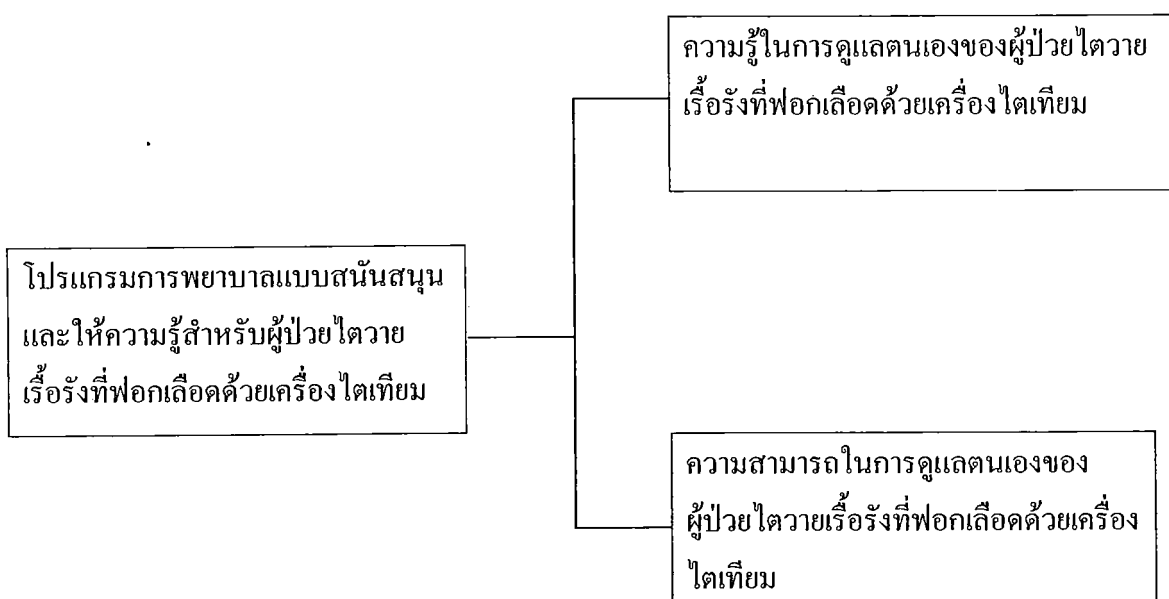 ความรู้ในการดูแลตนเองของผู้ป่วยไตวาย
เรื้อรังที่ฟอกเลือดด้วยเครื่องไตเทียม
โปรแกรมการพยาบาลแบบสนันสนุน
และให้ความรู้สำหรับผู้ป่วยไตวาย
เรื้อรังที่ฟอกเลือดด้วยเครื่องไตเทียม
ความสามารถในการดูแลตนเองของ
ผู้ป่วยไตวายเรื้อรังที่ฟอกเลือดด้วยเครื่อง
ไตเทียม